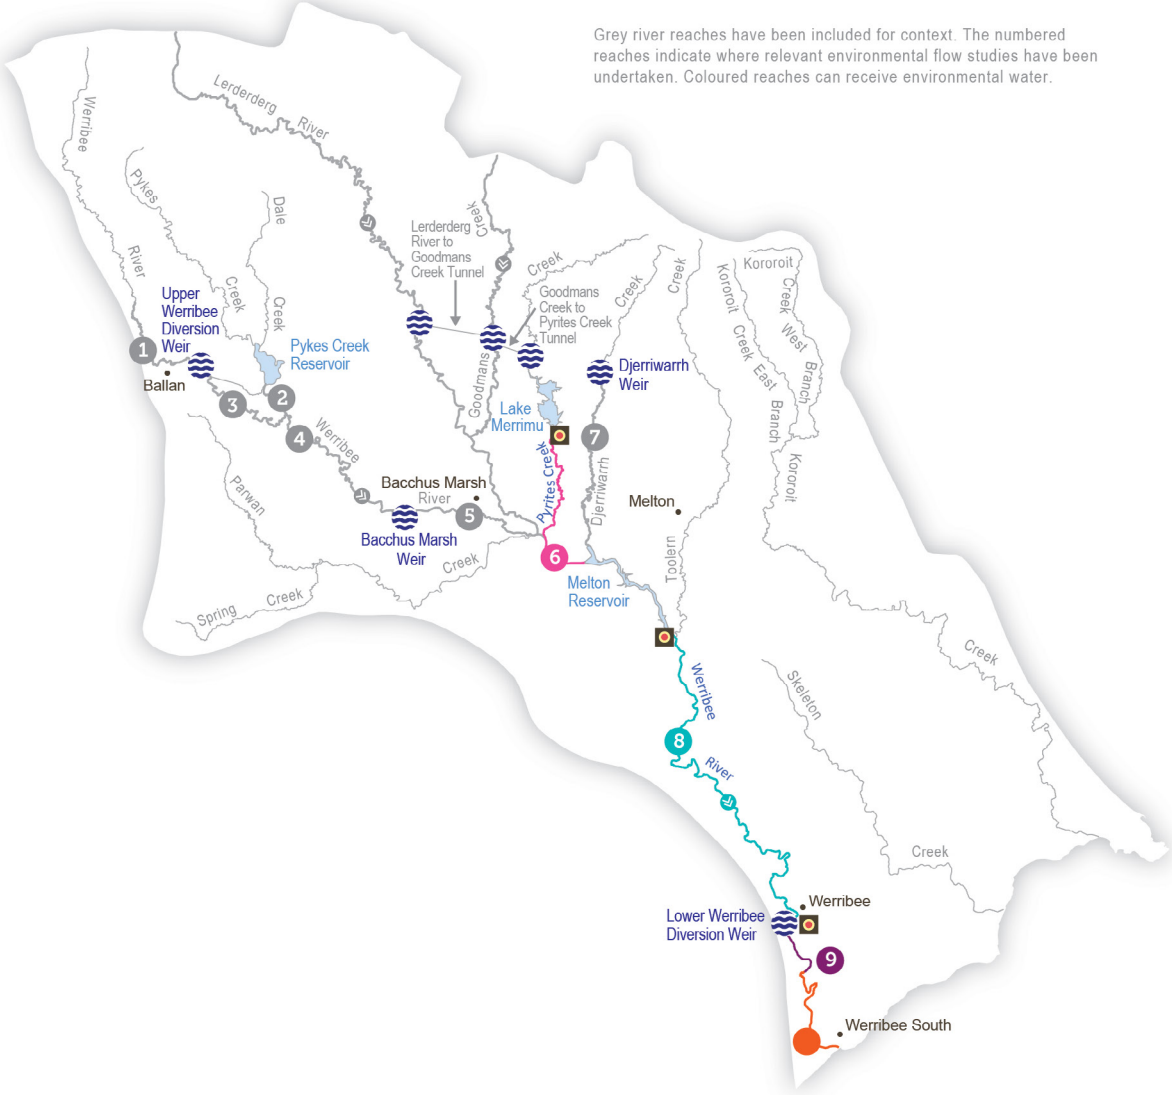 Grey river reaches have been included for context. The numbered
reaches indicate where relevant environmental flow studies have been
undertaken. Coloured reaches can receive environmental water.
Lerderderg
River
Werribee
River
Pykes
Creek
Dale
Creek
Creek
Lerderderg
River to
Goodmans
Creek Tunnel
Creek
Goodmans
Creek to
Pyrites Creek
Tunnel
Creek
Creek
Kororoit
Kororoit
Creek East
Branch
Creek West
Branch
Kororoit
Upper
Werribee
Diversion
Weir
1
Ballan
Pykes Creek
Reservoir
2
3
4
Werribee
Goodmans
Lake
Merrimu
Djerriwarrh
Weir
7
Pyrites Creek
Djerriwarrh
Parwan
Bacchus Marsh
River
5
Bacchus Marsh
Weir
Melton
Toolern
6
Creek
Melton
Reservoir
Spring
Creek
Creek
Werribee
Skeleton
8
River
Creek
Werribee
Lower Werribee
Diversion Weir
9
Werribee South